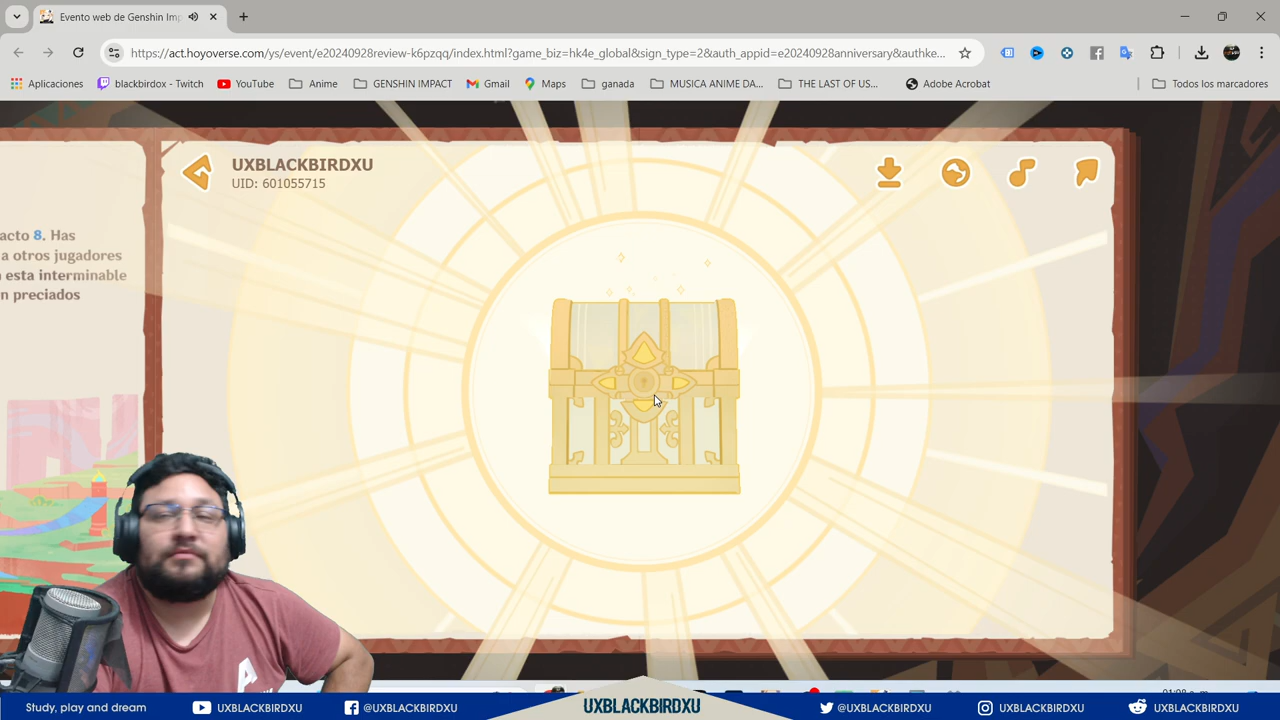 Evento web de Genshin Imp
https://act.hoyoverse.com/ys/event/e20240928review-k6pzqq/index.html?game_biz=hk4e_global&sign_type=2&auth_appid=e20240928anniversary&authke...
Aplicaciones
blackbirdox - Twitch
YouTube
Anime
GENSHIN IMPACT
Gmail
Maps
ganada
MUSICA ANIME DA...
THE LAST OF US...
Adobe Acrobat
Todos los marcadores
UXBLACKBIRDXU
UID: 601055715
acto 8. Has
a otros jugadores
esta interminable
n preciados
Study, play and dream
UXBLACKBIRDXU
@UXBLACKBIRDXU
UXBLACKBIRDXU
@UXBLACKBIRDXU
UXBLACKBIRDXU
UXBLACKBIRDXU